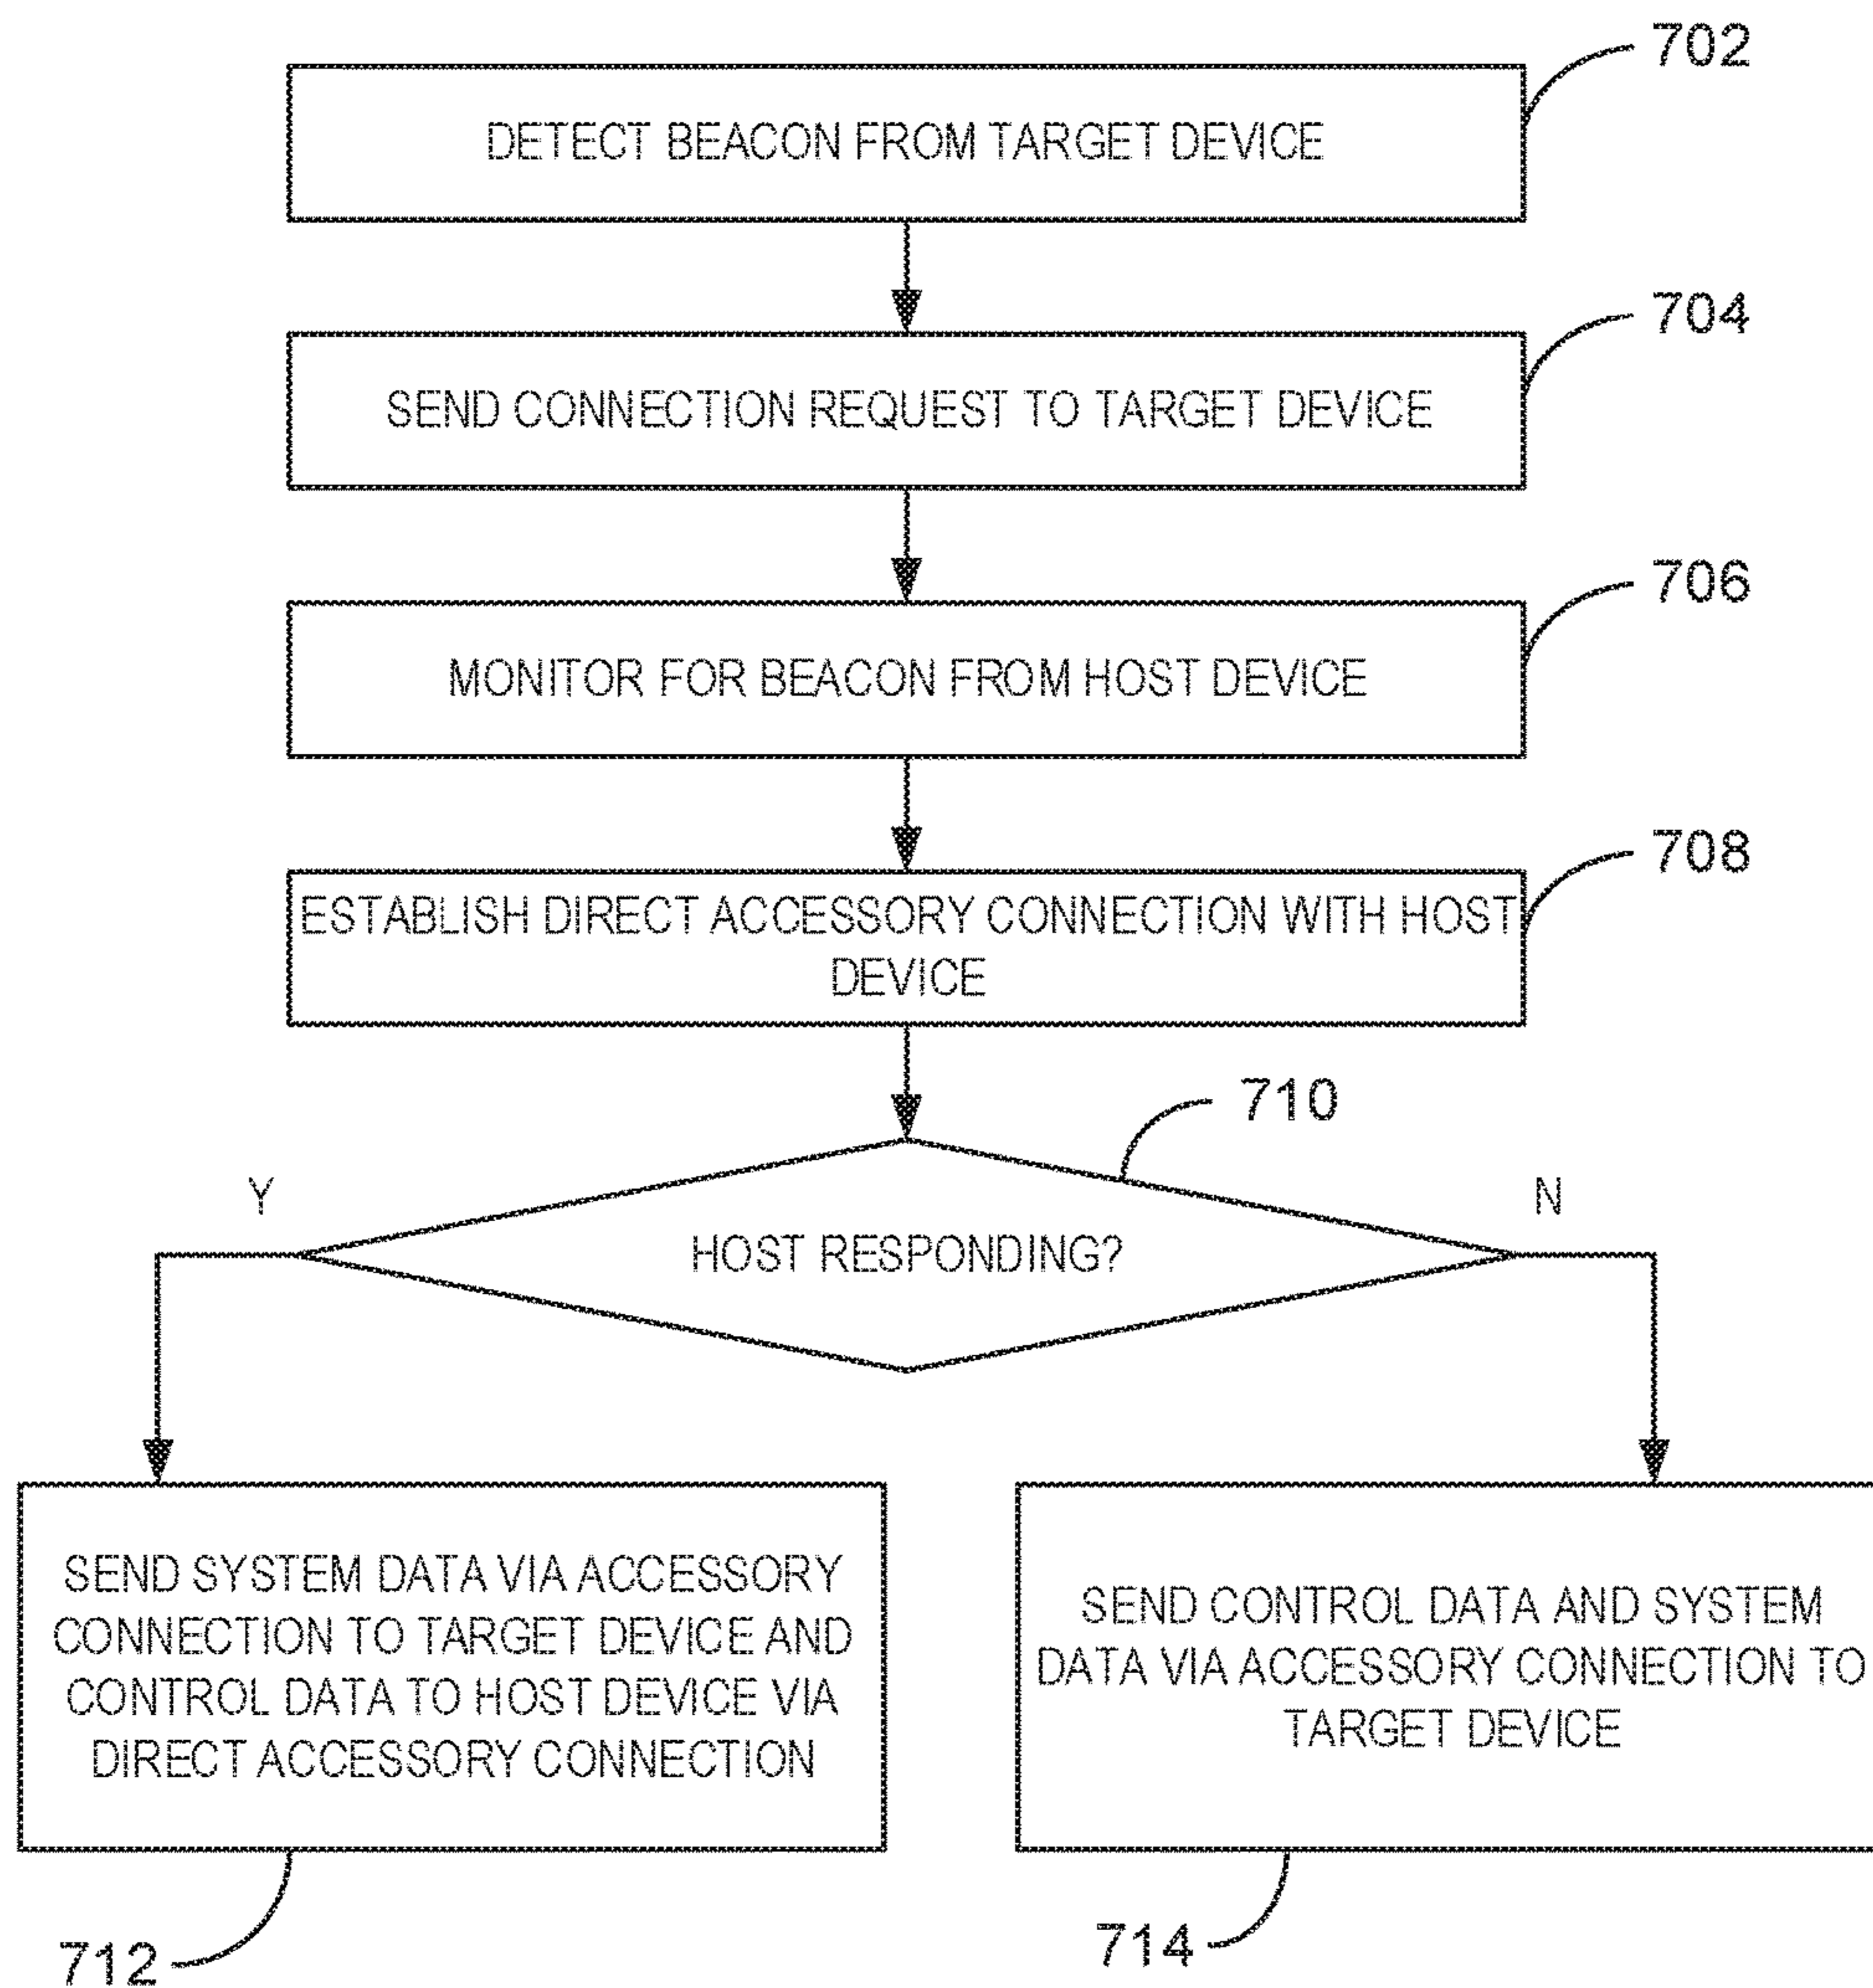 702
DETECT BEACON FROM TARGET DEVICE
704
SEND CONNECTION REQUEST TO TARGET DEVICE
706
MONITOR FOR BEACON FROM HOST DEVICE
708
ESTABLISH DIRECT ACCESSORY CONNECTION WITH HOST
DEVICE
710
Y
N
HOST RESPONDING?
SEND SYSTEM DATA VIA ACCESSORY
CONNECTION TO TARGET DEVICE AND
CONTROL DATA TO HOST DEVICE VIA
DIRECT ACCESSORY CONNECTION
SEND CONTROL DATA AND SYSTEM
DATA VIA ACCESSORY CONNECTION TO
TARGET DEVICE
712
714